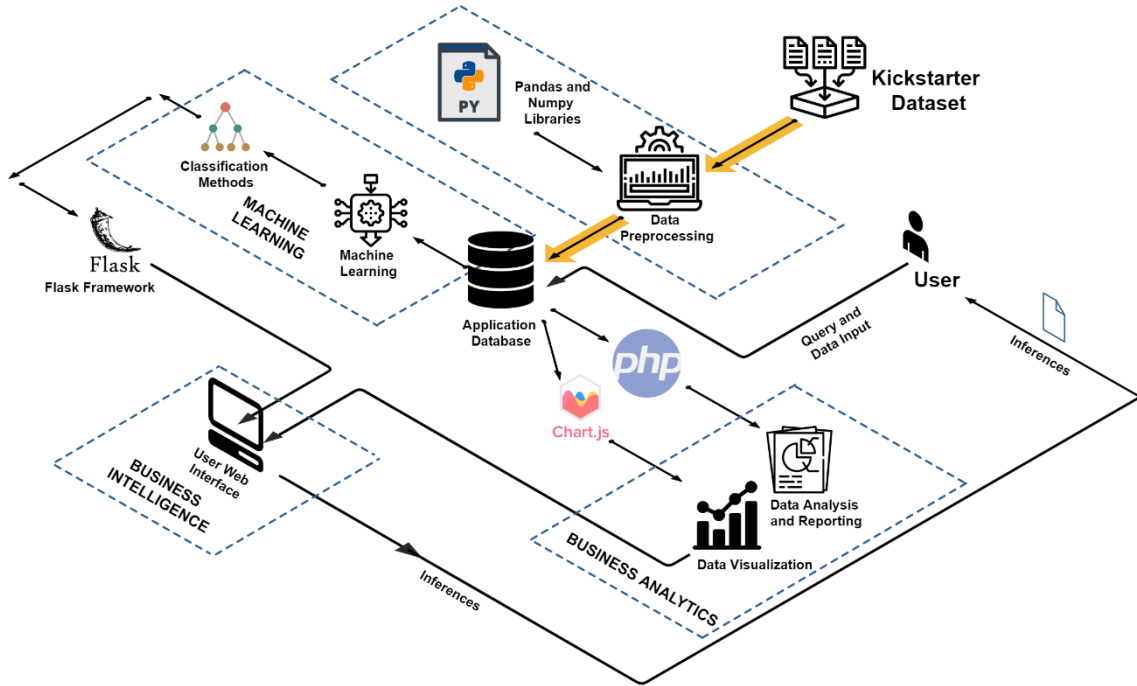 Kickstarter
Dataset
PY
Pandas and
Numpy
Libraries
Data
Preprocessing
Classification
Methods
MACHINE
LEARNING
Machine
Learning
Flask
Flask Framework
Application
Database
User
Query and
Data Input
Inferences
php
Chart.js
User Web
Interface
BUSINESS
INTELLIGENCE
Data Analysis
and Reporting
Data Visualization
BUSINESS ANALYTICS
Inferences